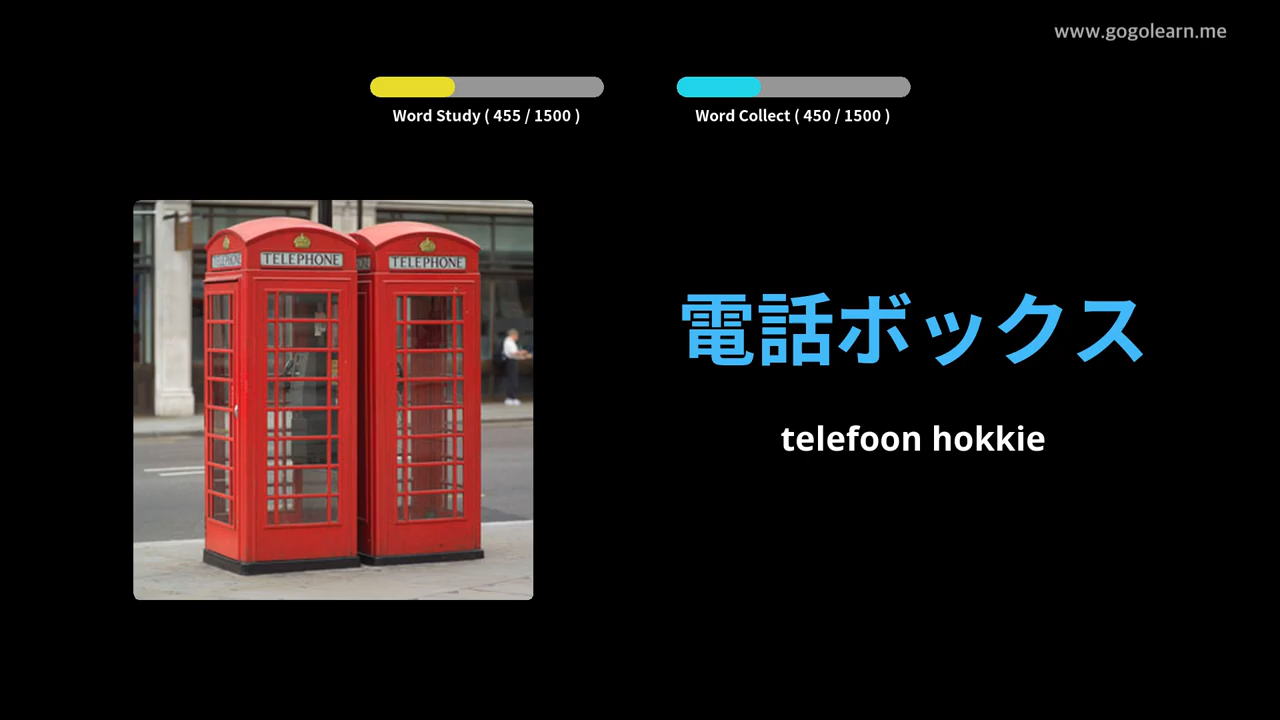 www.gogolearn.me
Word Study ( 455 / 1500 )
Word Collect ( 450 / 1500 )
TELEPHONE
TELEPHONE
電話ボックス
telefoon hokkie